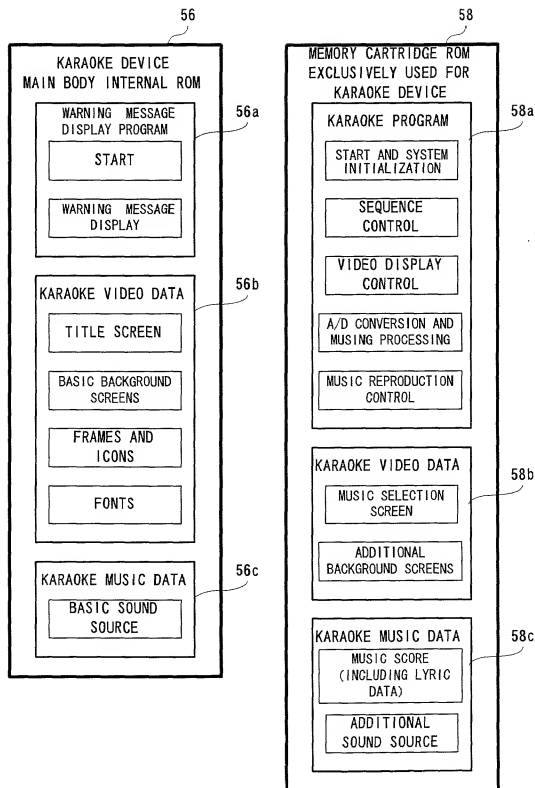 56
KARAOKE DEVICE
MAIN BODY INTERNAL ROM
WARNING MESSAGE
DISPLAY PROGRAM
56a
START
WARNING MESSAGE
DISPLAY
KARAOKE VIDEO DATA
56b
TITLE SCREEN
BASIC BACKGROUND
SCREENS
FRAMES AND
ICONS
FONTS
KARAOKE MUSIC DATA
56c
BASIC SOUND
SOURCE
58
MEMORY CARTRIDGE ROM
EXCLUSIVELY USED FOR
KARAOKE DEVICE
KARAOKE PROGRAM
58a
START AND SYSTEM
INITIALIZATION
SEQUENCE
CONTROL
VIDEO DISPLAY
CONTROL
A/D CONVERSION AND
MUSING PROCESSING
MUSIC REPRODUCTION
CONTROL
KARAOKE VIDEO DATA
58b
MUSIC SELECTION
SCREEN
ADDITIONAL
BACKGROUND SCREENS
KARAOKE MUSIC DATA
58c
MUSIC SCORE
(INCLUDING LYRIC
DATA)
ADDITIONAL
SOUND SOURCE